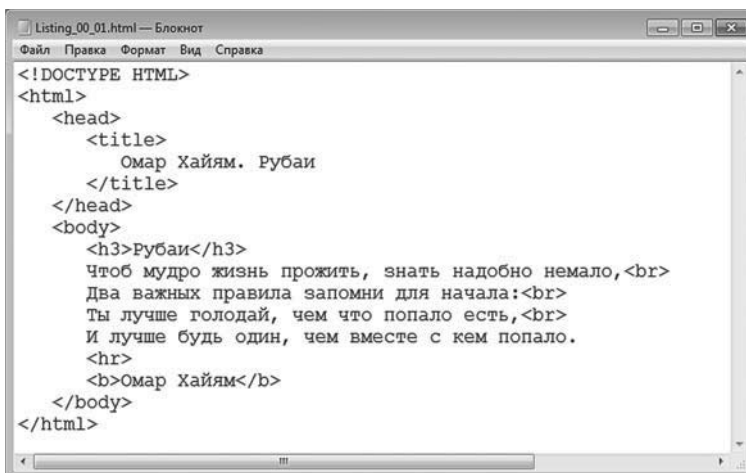 Listing_00_01.html — Блокнот
Файл Правка Формат Вид Справка
<!DOCTYPE HTML>
<html>
<head>
<title>
Омар Хайям. Рубаи
</title>
</head>
<body>
<h3>Рубаи</h3>
Чтоб мудро жизнь прожить, знать надобно немало,<br>
Два важных правила запомни для начала:<br>
Ты лучше голодай, чем что попало есть,<br>
И лучше будь один, чем вместе с кем попало.
<hr>
<b>Омар Хайям</b>
</body>
</html>